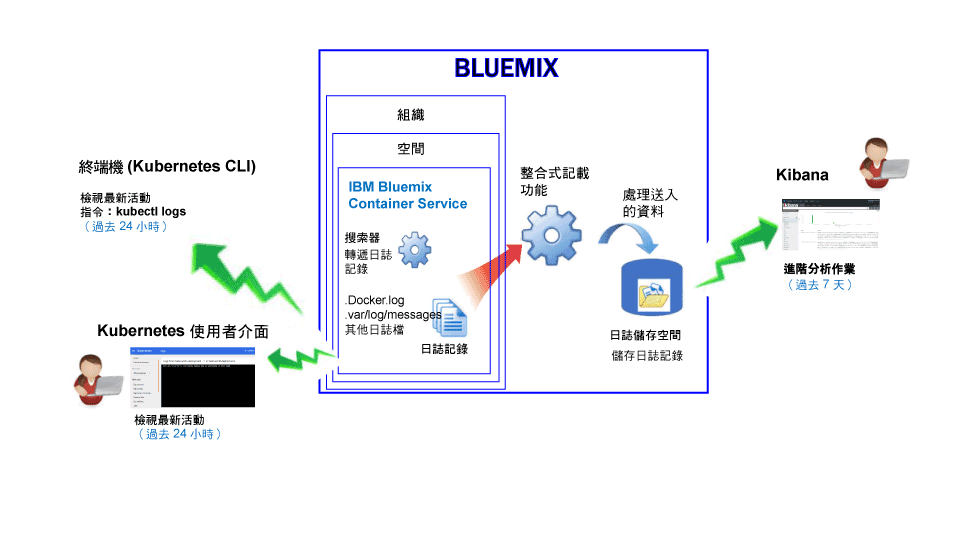 BLUEMIX
組織
空間
IBM Bluemix
Container Service
搜索器
轉遞日誌
記錄
.Docker.log
.var/log/messages
其他日誌檔
日誌記錄
整合式記載
功能
處理送入
的資料
日誌儲存空間
儲存日誌記錄
終端機 (Kubernetes CLI)
檢視最新活動
指令：kubectl logs
（過去 24 小時）
Kubernetes 使用者介面
檢視最新活動
（過去 24 小時）
Kibana
kibana
進階分析作業
（過去 7 天）